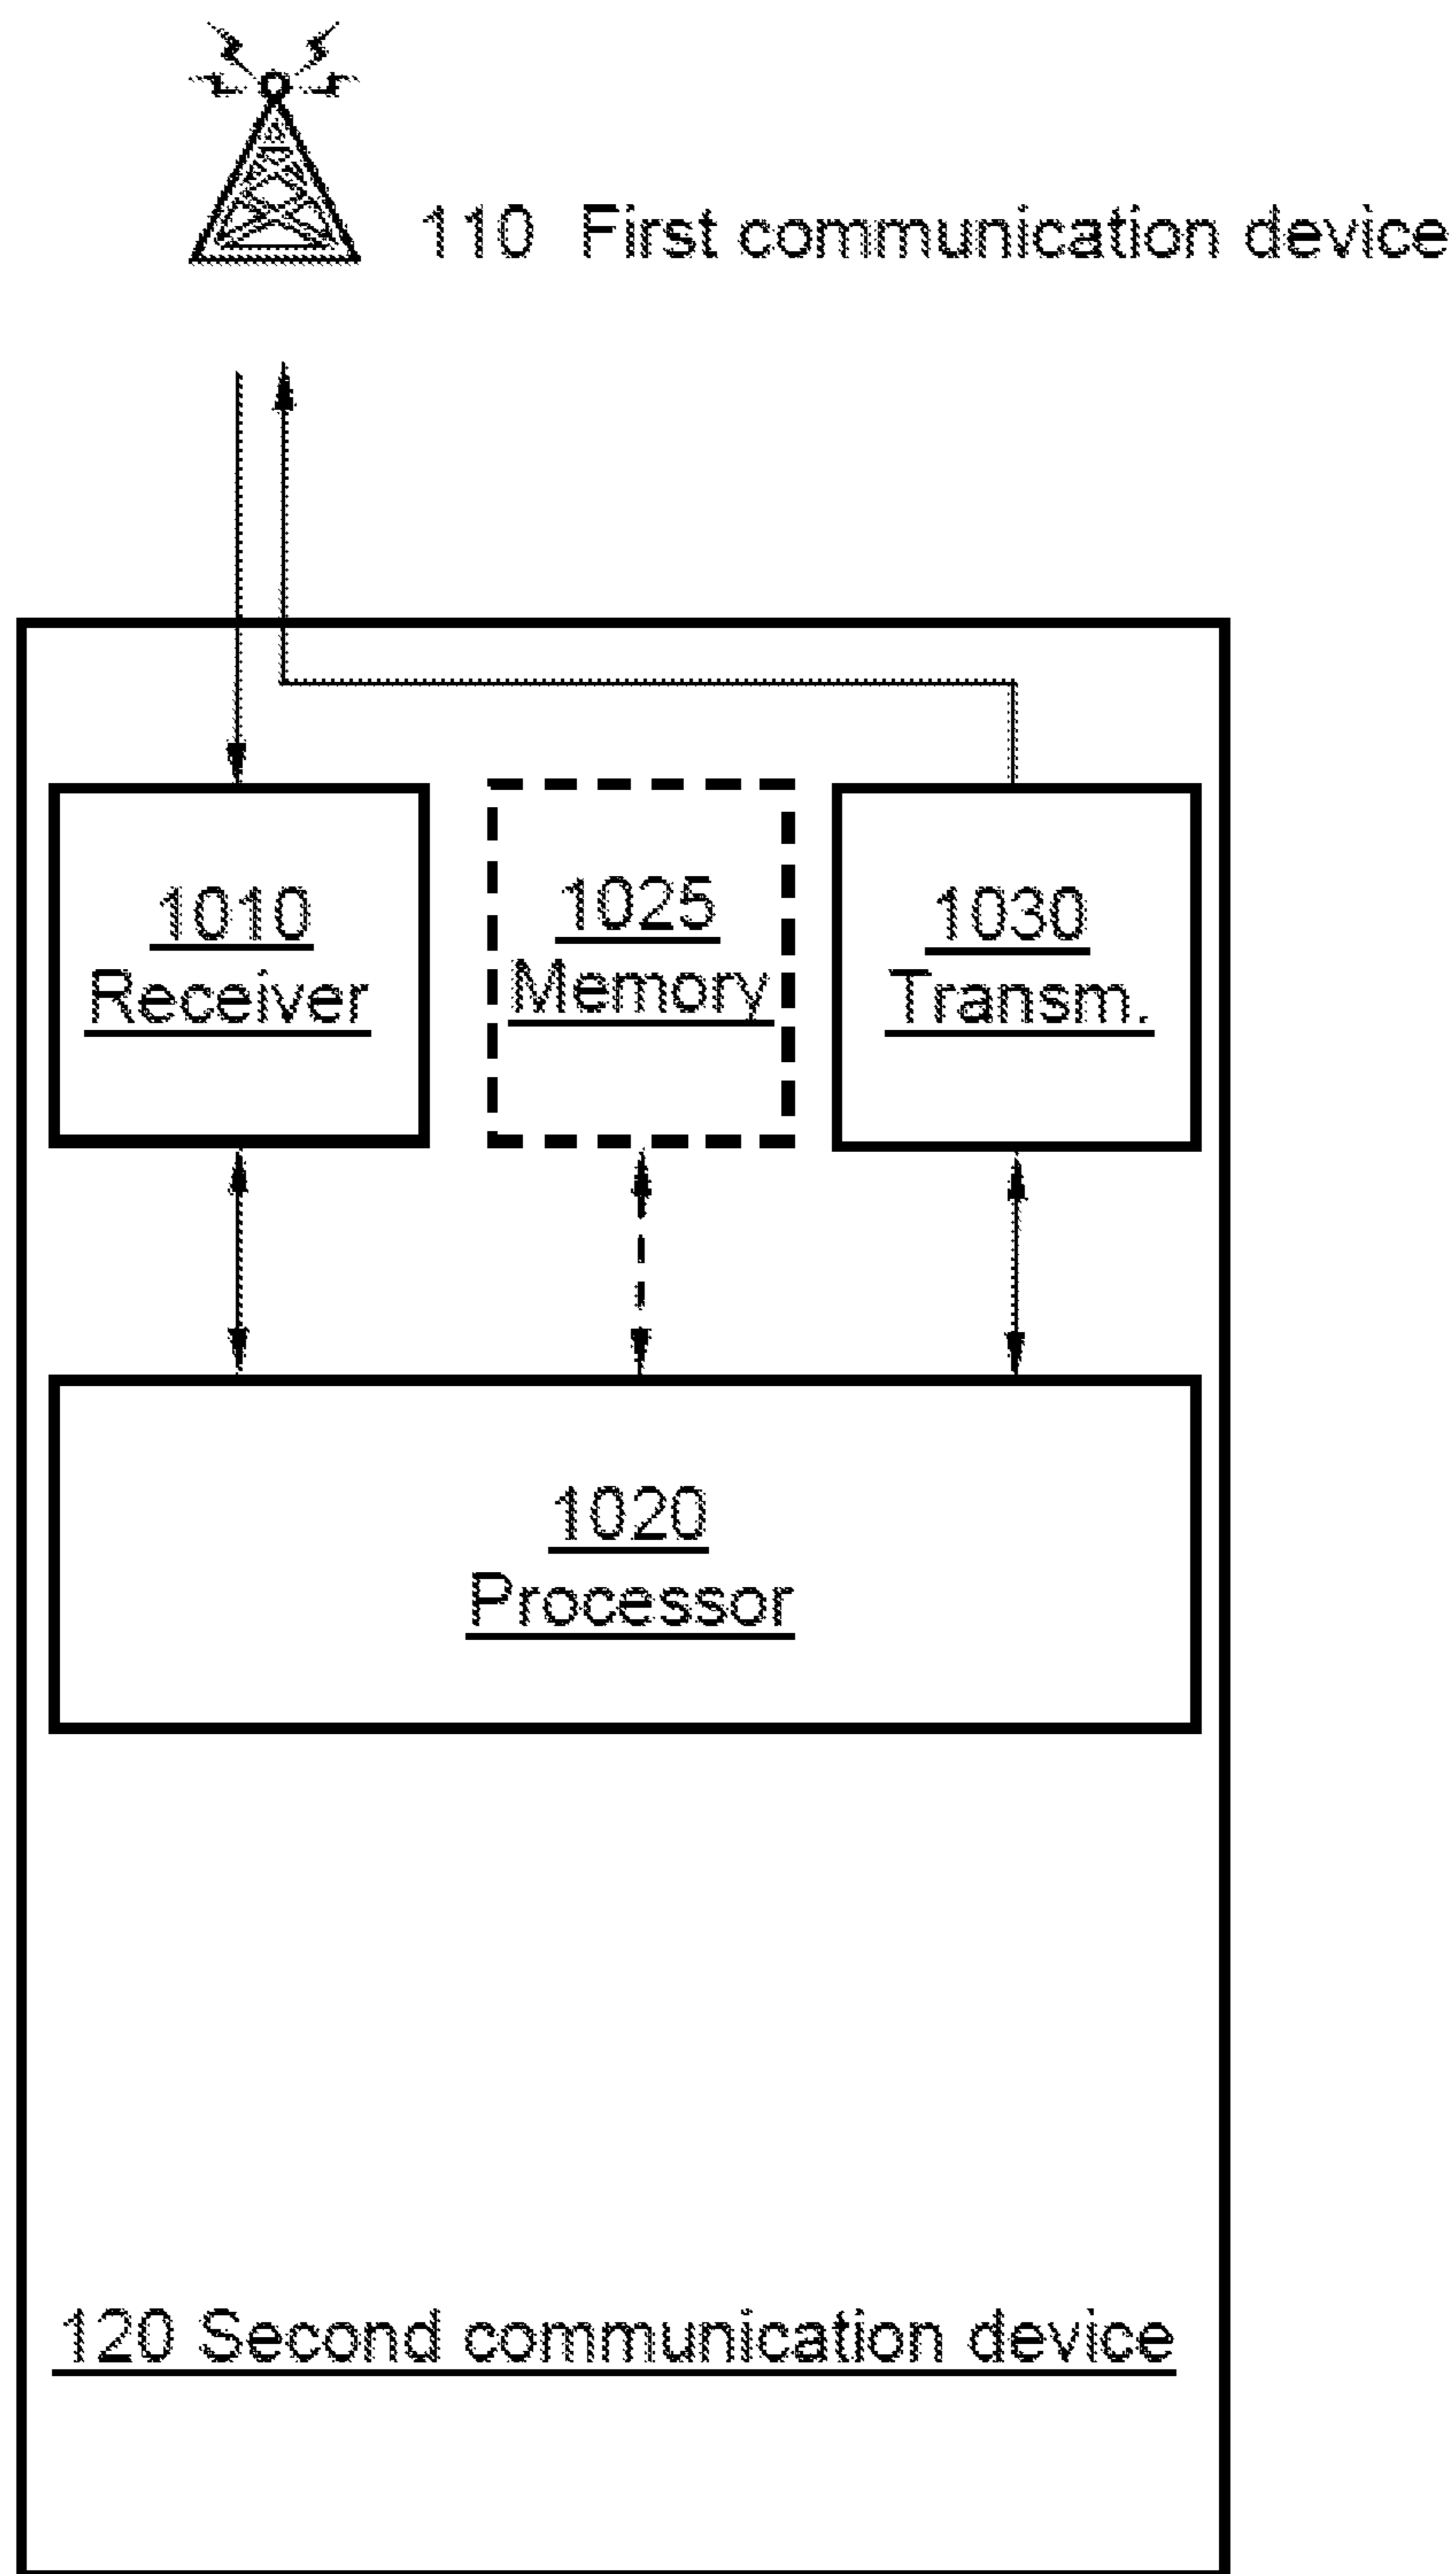 110 First communication device
1010
Receiver
1025
Memory
1030
Transm.
1020
Processor
120 Second communication device